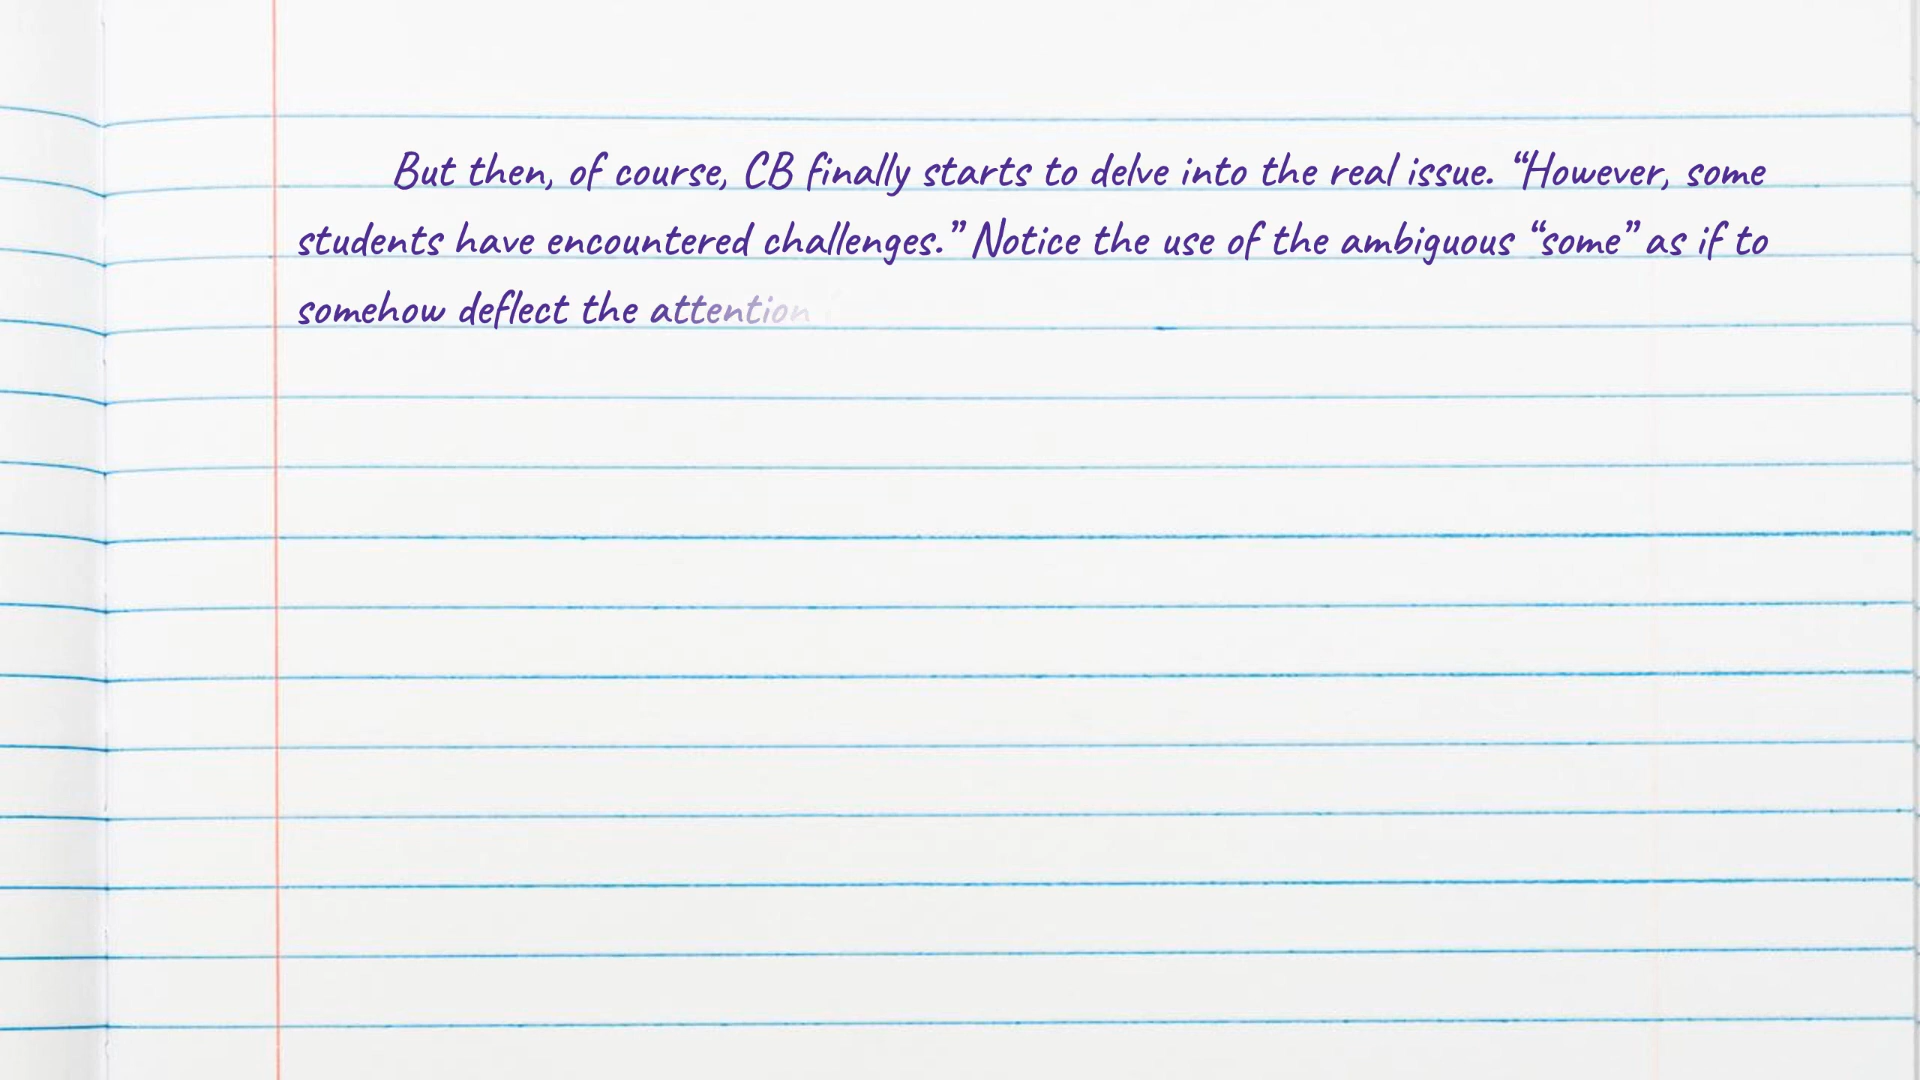 But then, of course, CB finally starts to delve into the real issue. “However, some
students have encountered challenges.” Notice the use of the ambiguous “some” as if to
somehow deflect the attention